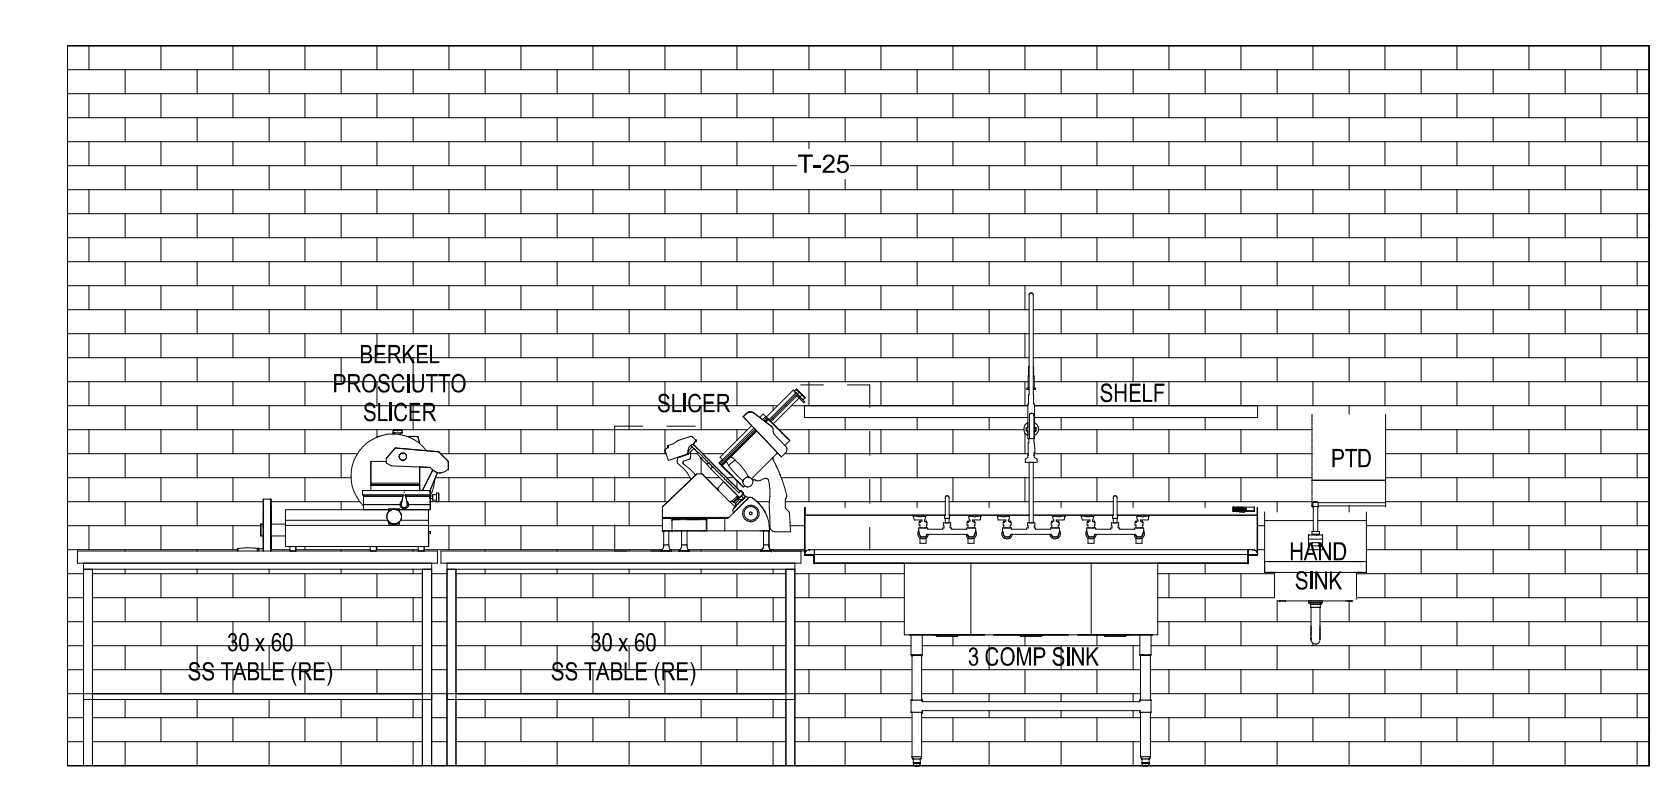 T-25
BERKEL
PROSCIUTTO
SLICER
SLICER
SHELF
PTD
HAND
SINK
30 x 60
SS TABLE (RE)
30 x 60
SS TABLE (RE)
3 COMP SINK